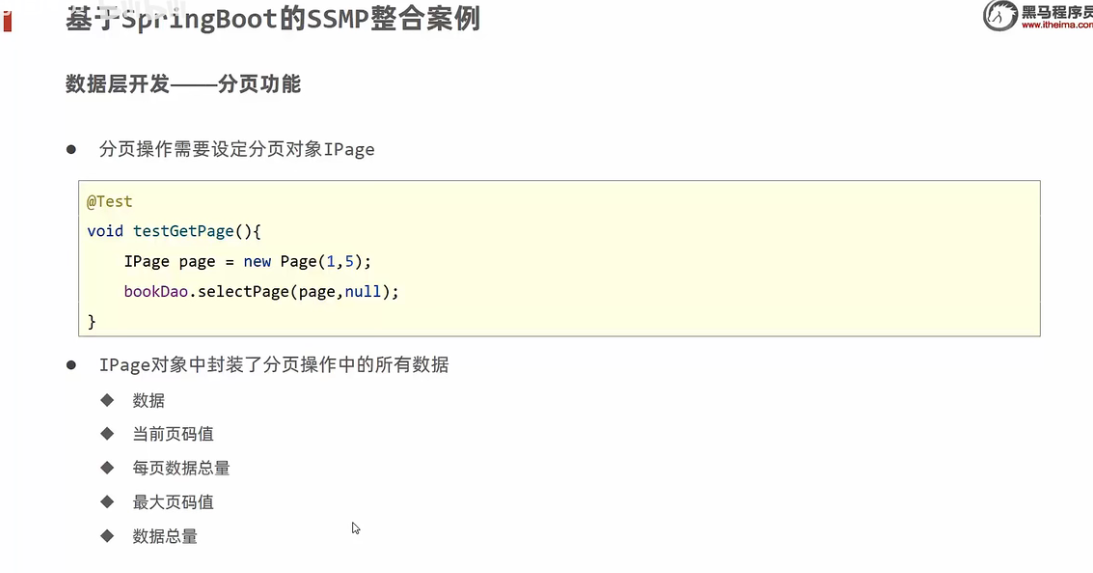 基于SpringBoot的SSMP整合案例
黑马程序员
www.itheima.com
数据层开发——分页功能
● 分页操作需要设定分页对象IPage
@Test
void testGetPage(){
    IPage page = new Page(1,5);
    bookDao.selectPage(page,null);
}
● IPage对象中封装了分页操作中的所有数据
◆ 数据
◆ 当前页码值
◆ 每页数据总量
◆ 最大页码值
◆ 数据总量